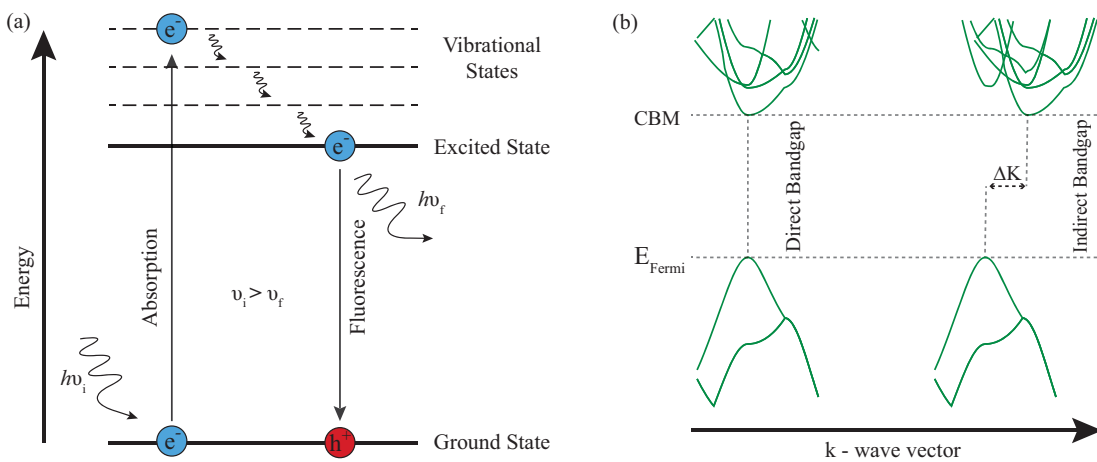 (a)
Energy
e-
Vibrational
States
e-
Excited State
Absorption
Fluorescence
hυf
υi > υf
hυi
e-
h+
Ground State
(b)
CBM
Direct Bandgap
ΔK
Indirect Bandgap
EFermi
k - wave vector